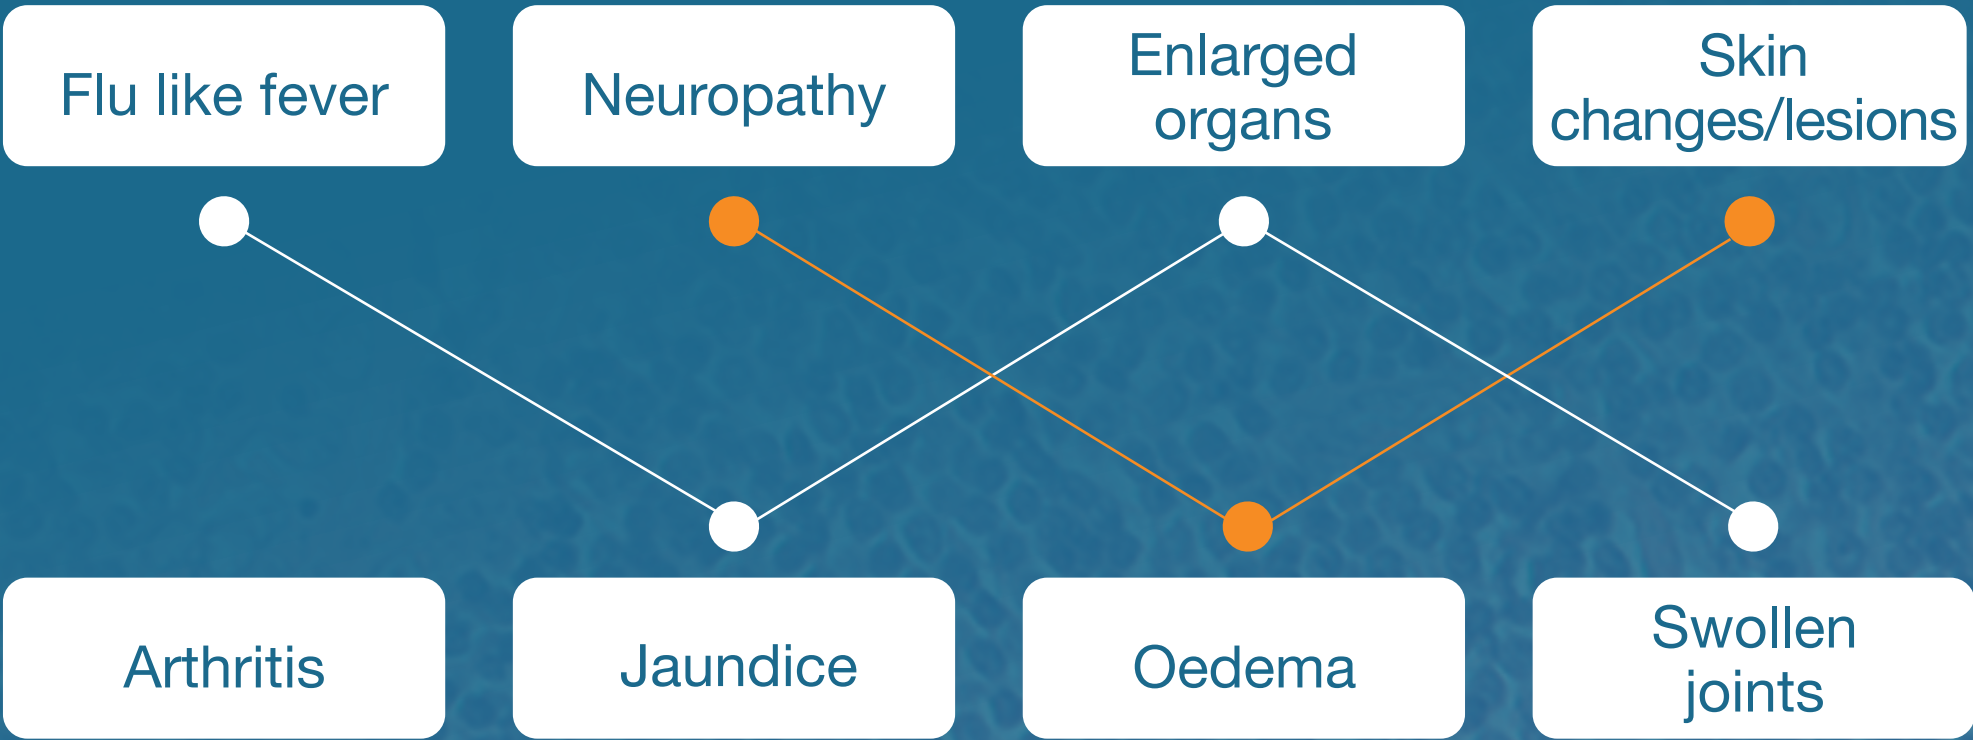 Flu like fever
Neuropathy
Enlarged
organs
Skin
changes/lesions
Arthritis
Jaundice
Oedema
Swollen
joints